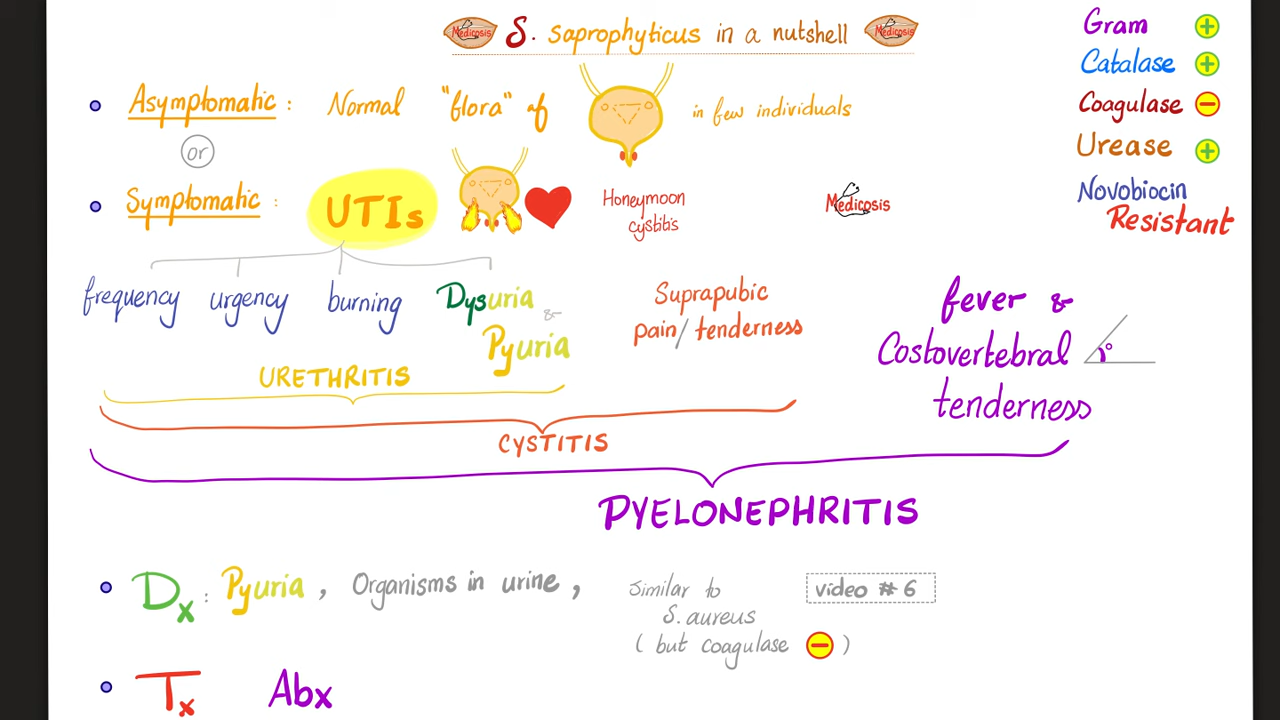 Medicosis S. saprophyticus in a nutshell Medicosis
Gram +
Catalase +
Coagulase −
Urease +
Novobiocin
Resistant
Asymptomatic : Normal "flora" of in few individuals
or
Symptomatic : UTIs Honeymoon
cystitis
Medicosis
frequency urgency burning Dysuria &
Pyuria
Suprapubic
pain/tenderness
fever &
Costovertebral
tenderness
URETHRITIS
CYSTITIS
PYELONEPHRITIS
Dx : Pyuria , Organisms in urine , Similar to
S. aureus
( but coagulase − )
video # 6
Tx Abx